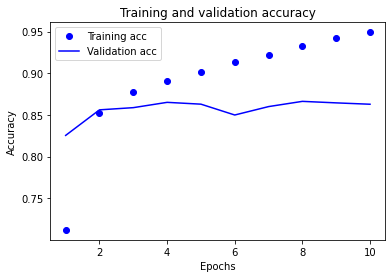 Training and validation accuracy
Training acc
Validation acc
Accuracy
0.95
0.90
0.85
0.80
0.75
2
4
6
8
10
Epochs